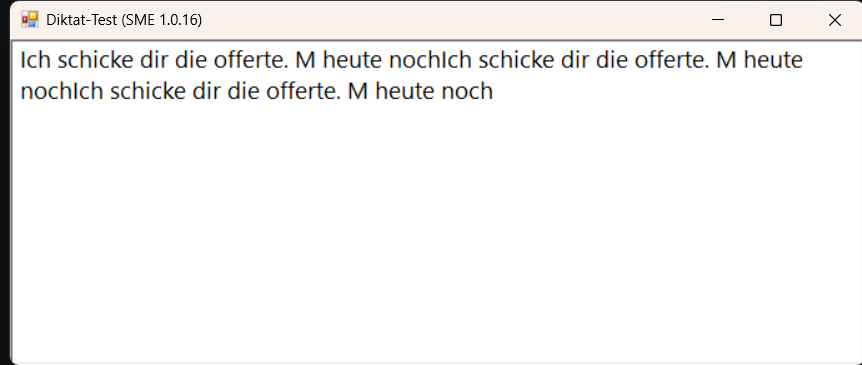 Diktat-Test (SME 1.0.16)
Ich schicke dir die offerte. M heute nochIch schicke dir die offerte. M heute
nochIch schicke dir die offerte. M heute noch